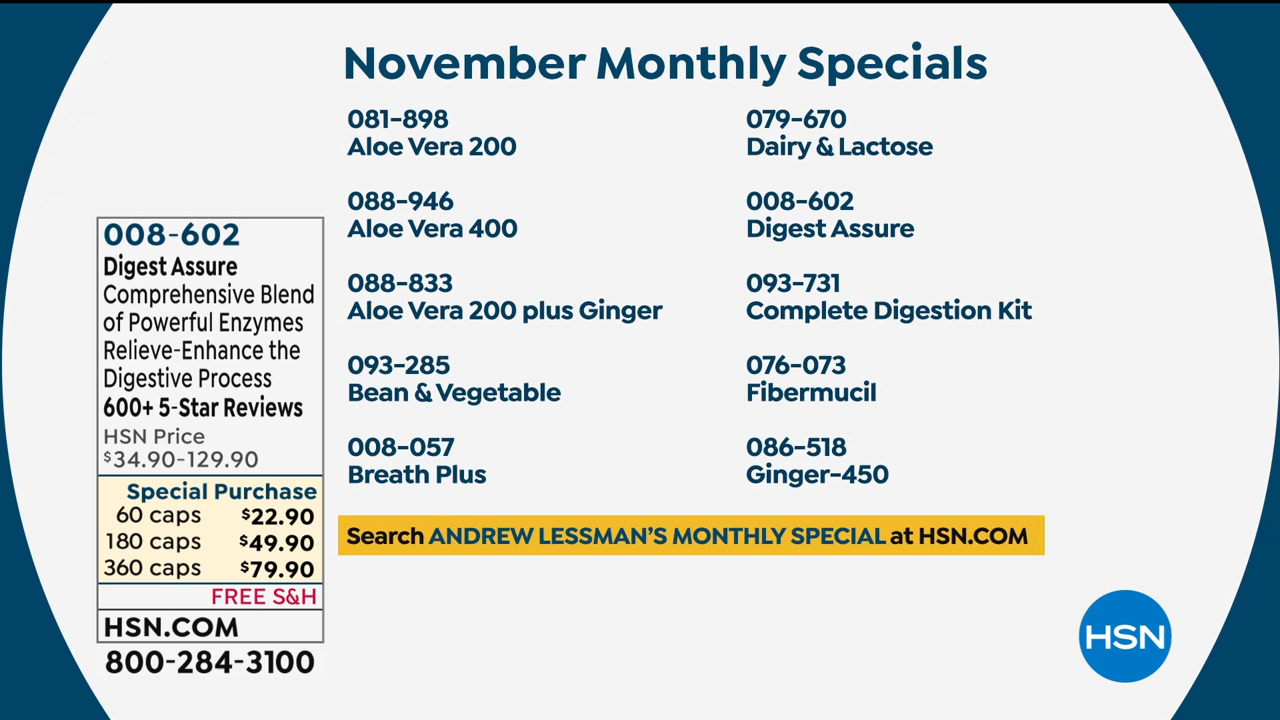 November Monthly Specials
081-898
Aloe Vera 200
088-946
Aloe Vera 400
088-833
Aloe Vera 200 plus Ginger
093-285
Bean & Vegetable
008-057
Breath Plus
079-670
Dairy & Lactose
008-602
Digest Assure
093-731
Complete Digestion Kit
076-073
Fibermucil
086-518
Ginger-450
Search ANDREW LESSMAN'S MONTHLY SPECIAL at HSN.COM
008-602
Digest Assure
Comprehensive Blend
of Powerful Enzymes
Relieve-Enhance the
Digestive Process
600+ 5-Star Reviews
HSN Price
$34.90-129.90
Special Purchase
60 caps $22.90
180 caps $49.90
360 caps $79.90
FREE S&H
HSN.COM
800-284-3100
HSN